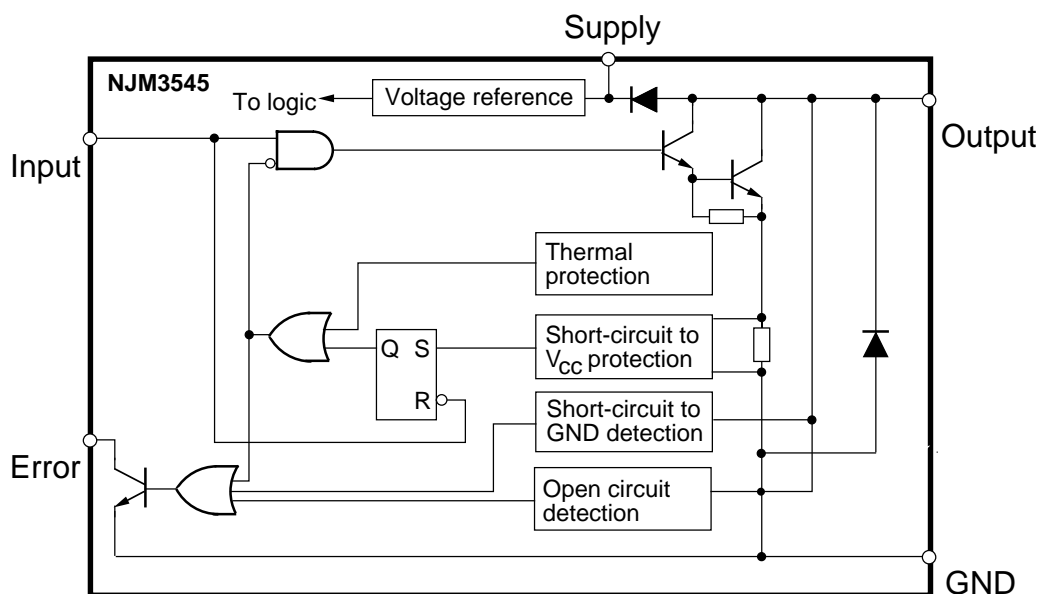 Supply
NJM3545
To logic
Voltage reference
Output
Input
Thermal
protection
Q S
Short-circuit to
VCC protection
R
Short-circuit to
GND detection
Error
Open circuit
detection
GND